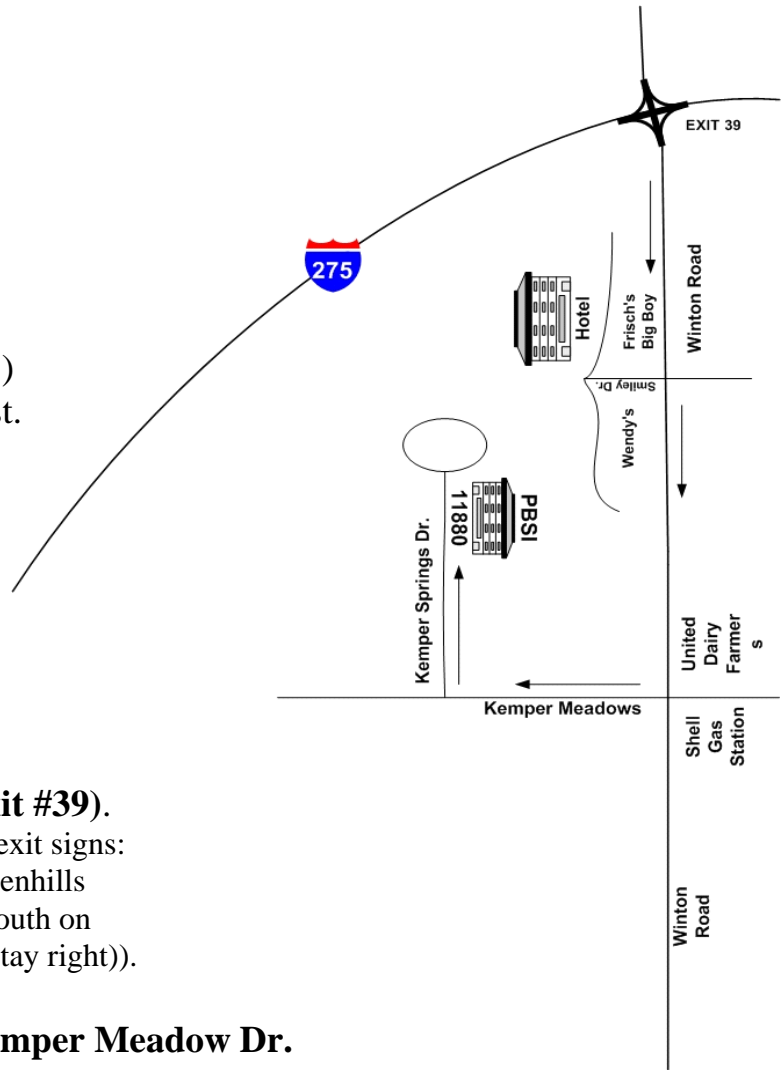 EXIT 39
275
Winton Road
Frisch's
Big Boy
Hotel
Smiley Dr.
Wendy's
)
st.
PBSI
11880
Kemper Springs Dr.
United
Dairy
Farmer
s
Kemper Meadows
Shell
Gas
Station
it #39).
exit signs:
enhills
outh on
tay right)).
Winton
Road
mper Meadow Dr.